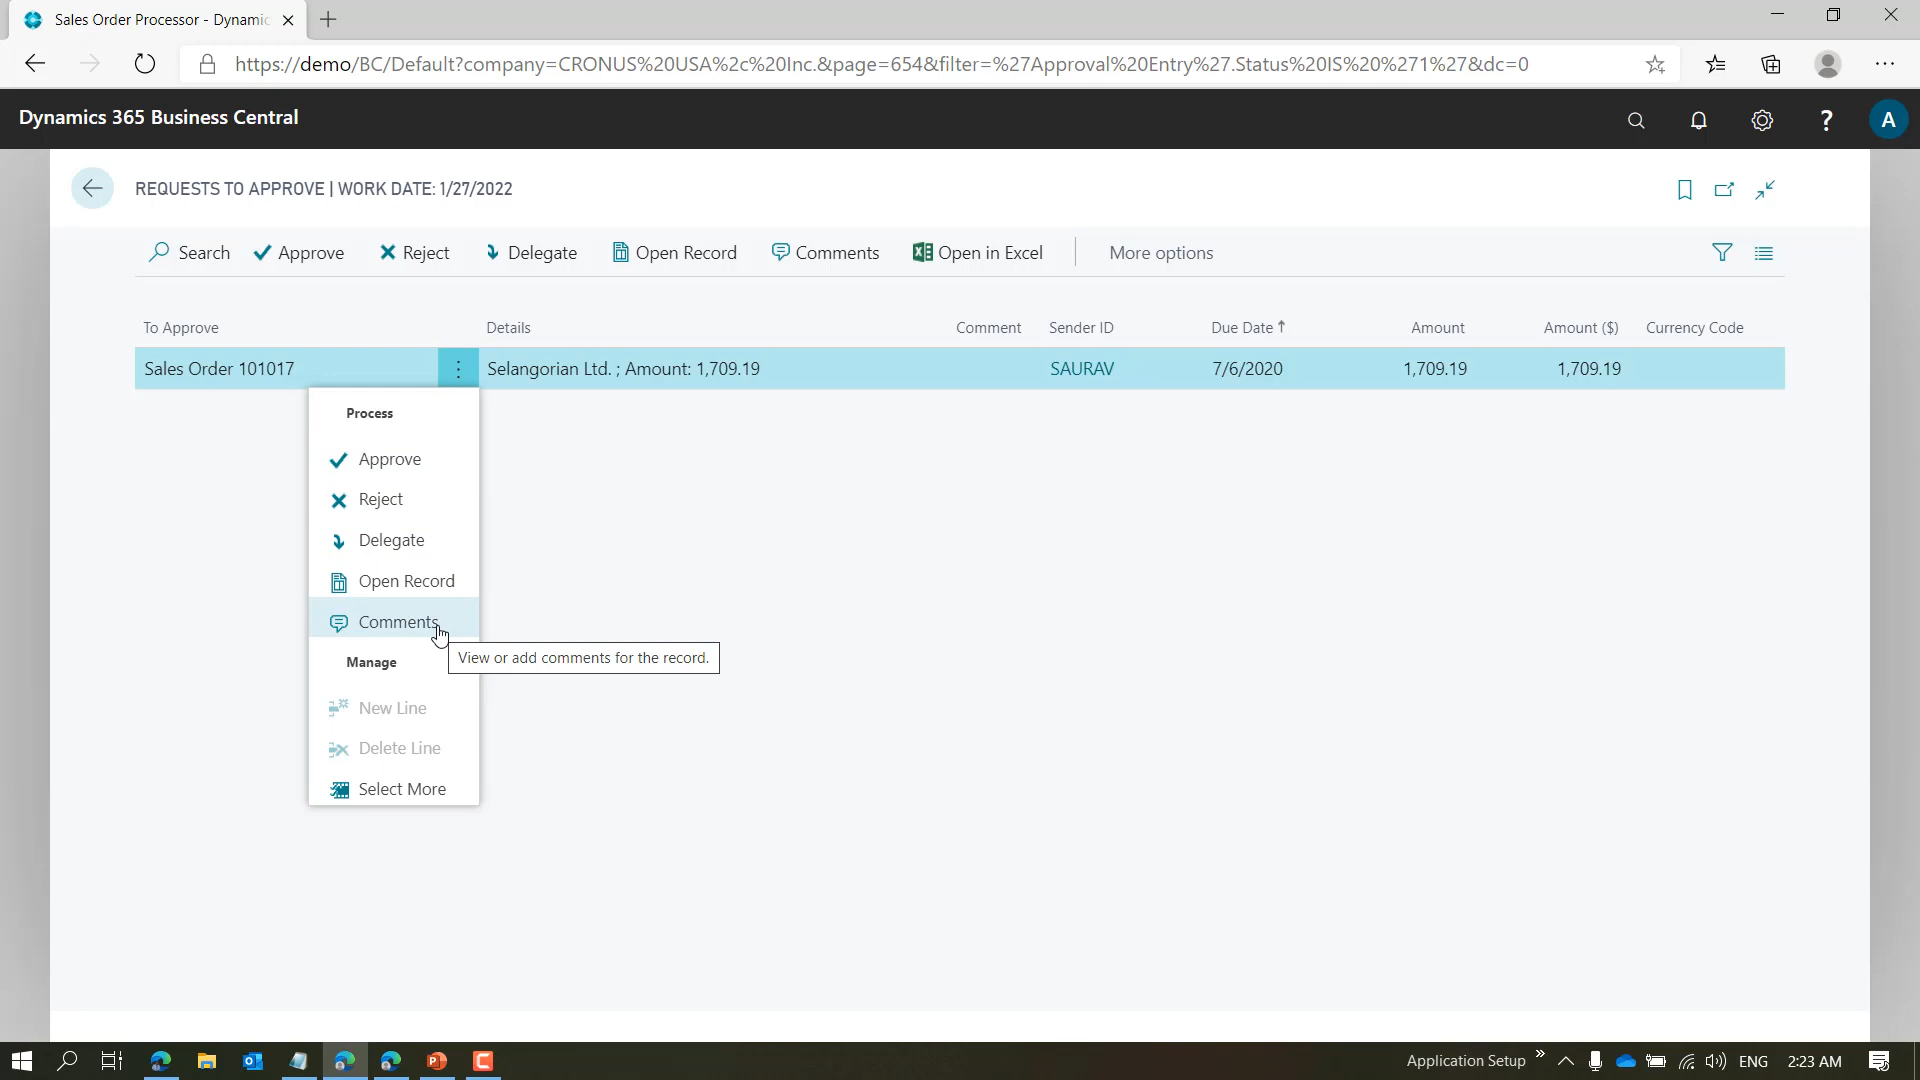 Sales Order Processor - Dynamic
https://demo/BC/Default?company=CRONUS%20USA%2c%20Inc.&page=654&filter=%27Approval%20Entry%27.Status%20IS%20%271%27&dc=0
Dynamics 365 Business Central
?
A
REQUESTS TO APPROVE | WORK DATE: 1/27/2022
Search Approve Reject Delegate Open Record Comments Open in Excel More options
To Approve Details Comment Sender ID Due Date Amount Amount ($) Currency Code
Sales Order 101017 Selangorian Ltd. ; Amount: 1,709.19 SAURAV 7/6/2020 1,709.19 1,709.19
Process
Approve
Reject
Delegate
Open Record
Comments
View or add comments for the record.
Manage
New Line
Delete Line
Select More
Application Setup ENG 2:23 AM